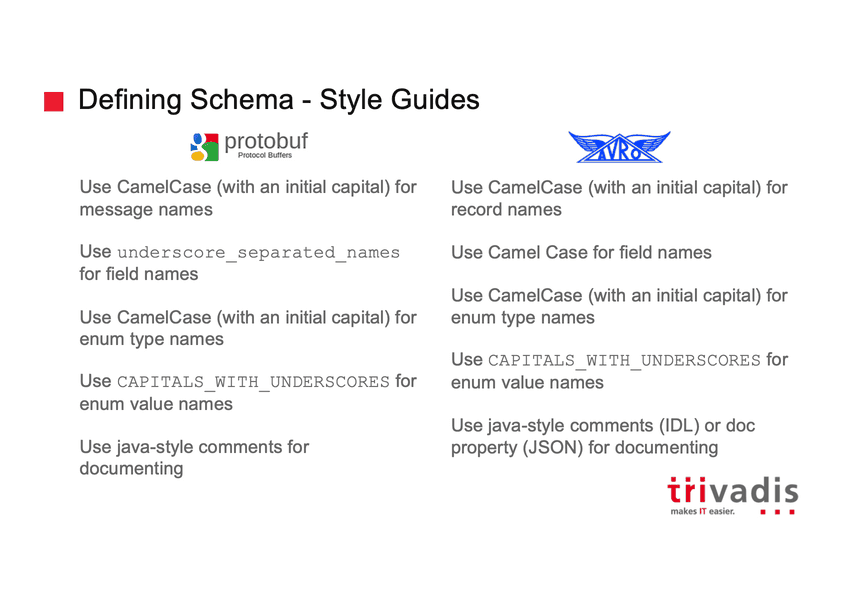 Defining Schema - Style Guides
protobuf
Protocol Buffers
Use CamelCase (with an initial capital) for
message names
Use underscore_separated_names
for field names
Use CamelCase (with an initial capital) for
enum type names
Use CAPITALS_WITH_UNDERSCORES for
enum value names
Use java-style comments for
documenting
AVRO
Use CamelCase (with an initial capital) for
record names
Use Camel Case for field names
Use CamelCase (with an initial capital) for
enum type names
Use CAPITALS_WITH_UNDERSCORES for
enum value names
Use java-style comments (IDL) or doc
property (JSON) for documenting
trivadis
makes IT easier.